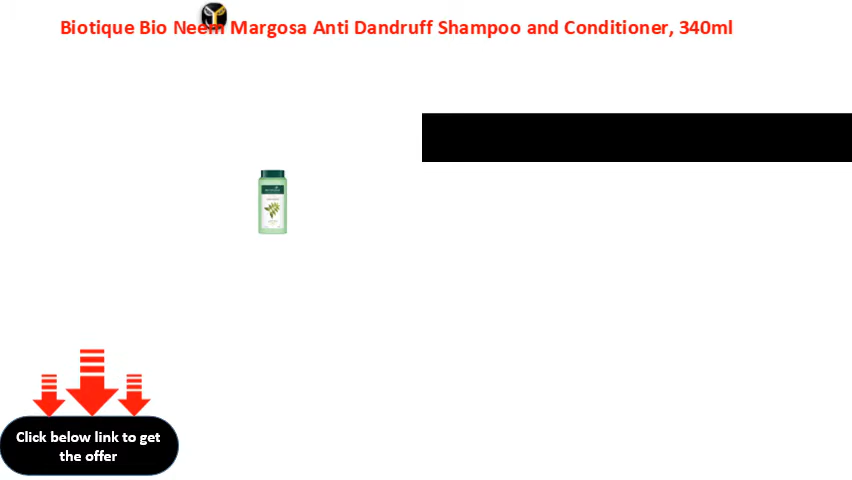 Biotique Bio Neem Margosa Anti Dandruff Shampoo and Conditioner, 340ml
Click below link to get
the offer